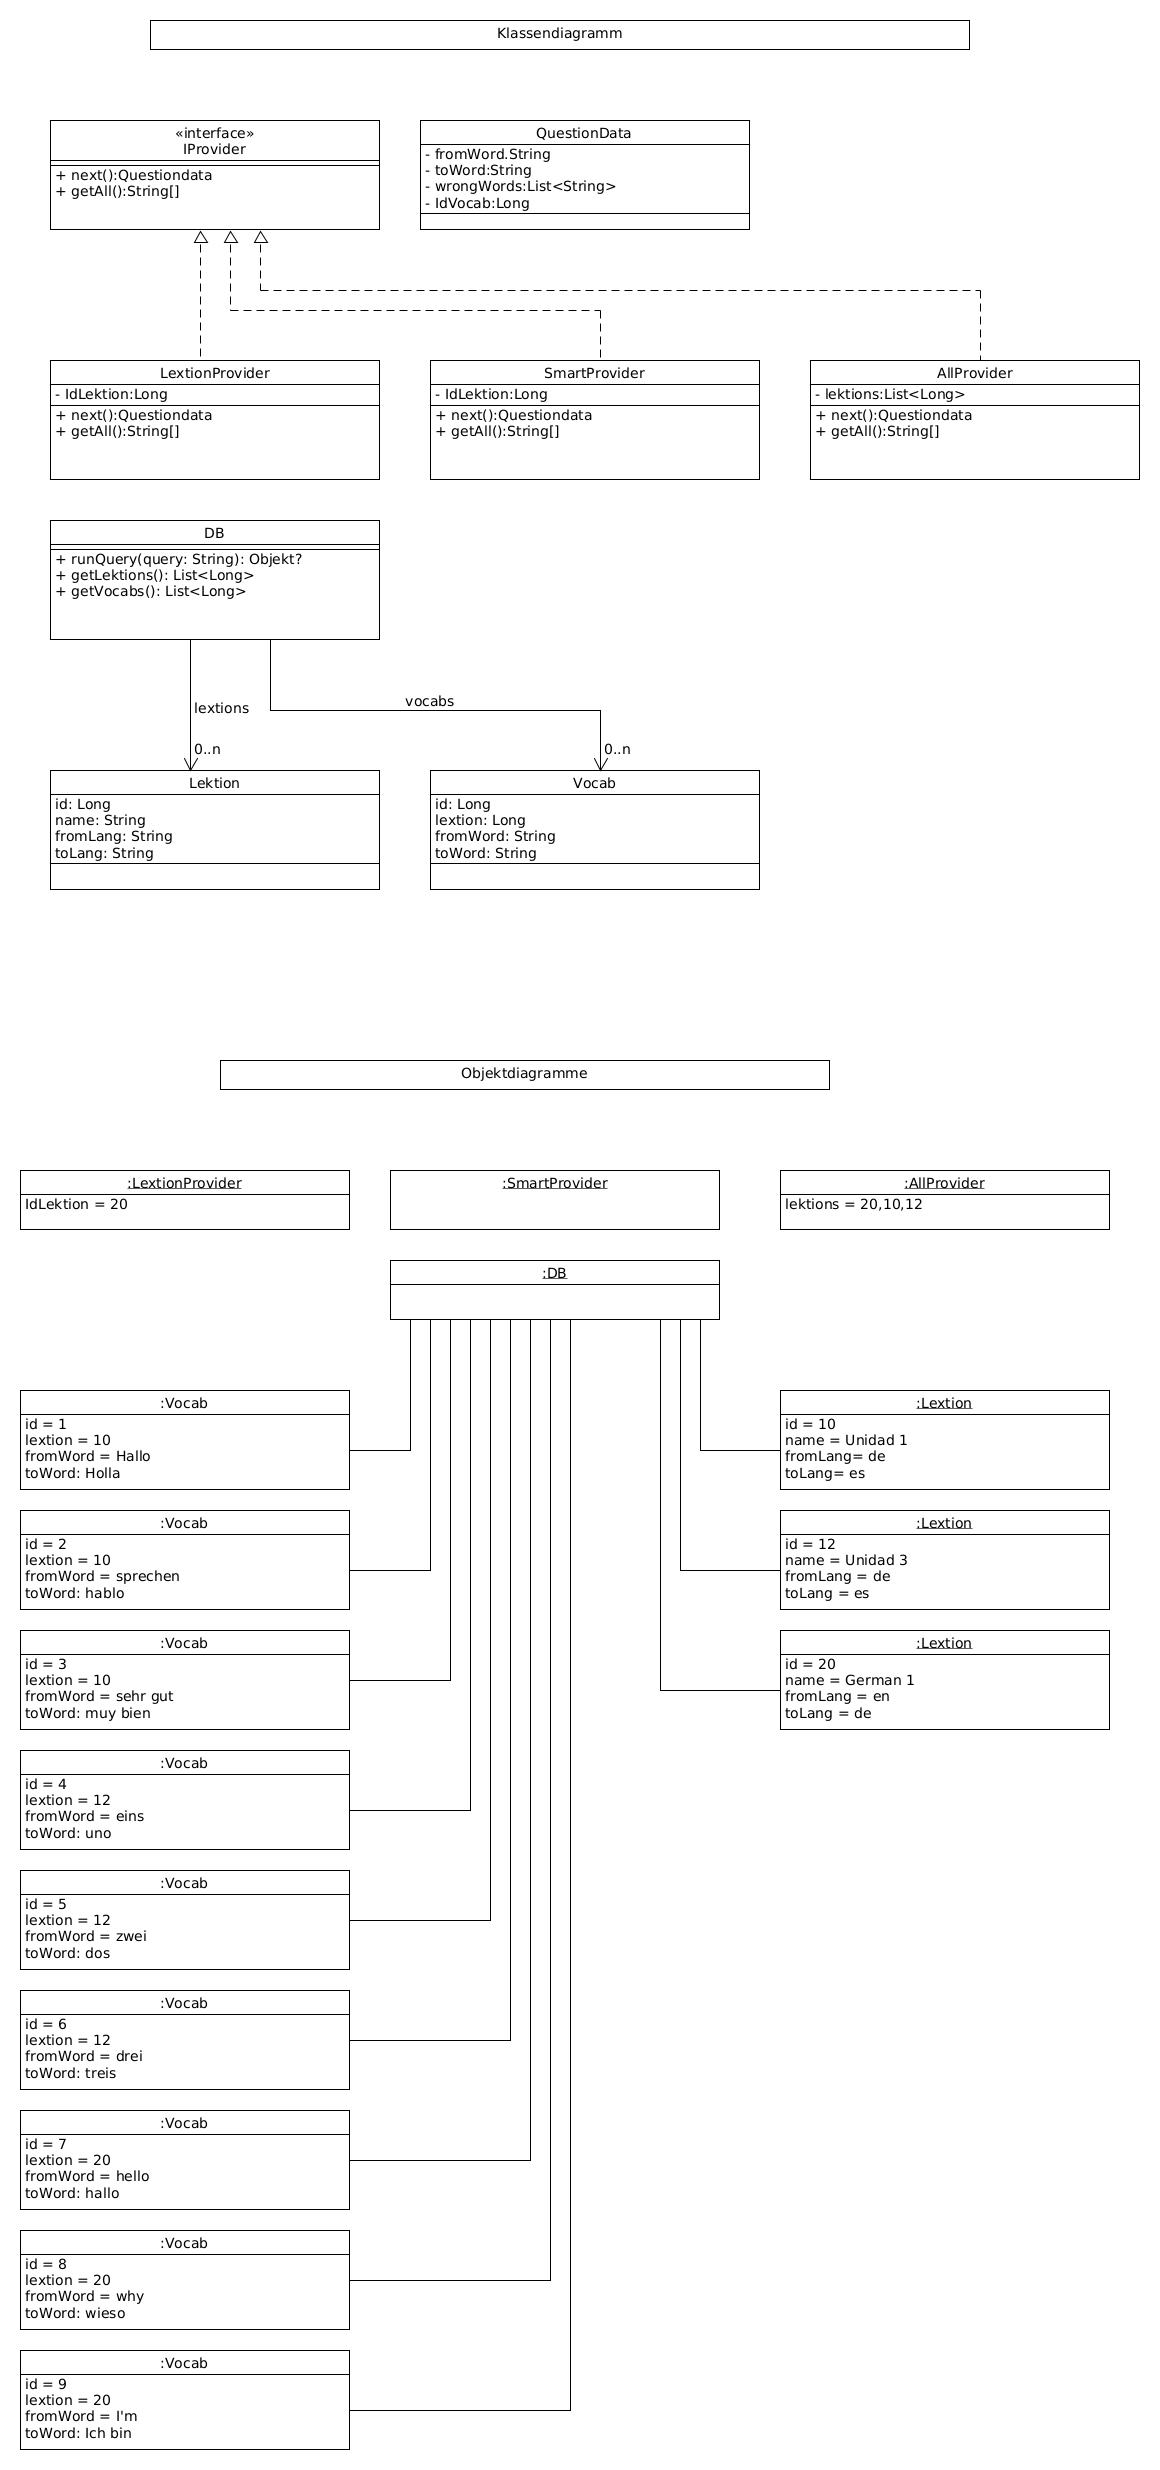 Klassendiagramm
«interface»
IProvider
+ next():Questiondata
+ getAll():String[]
QuestionData
- fromWord.String
- toWord:String
- wrongWords:List<String>
- IdVocab:Long
LextionProvider
- IdLektion:Long
+ next():Questiondata
+ getAll():String[]
SmartProvider
- IdLektion:Long
+ next():Questiondata
+ getAll():String[]
AllProvider
- lektions:List<Long>
+ next():Questiondata
+ getAll():String[]
DB
+ runQuery(query: String): Objekt?
+ getLektions(): List<Long>
+ getVocabs(): List<Long>
lextions
0..n
vocabs
0..n
Lektion
id: Long
name: String
fromLang: String
toLang: String
Vocab
id: Long
lextion: Long
fromWord: String
toWord: String
Objektdiagramme
:LextionProvider
IdLektion = 20
:SmartProvider
:AllProvider
lektions = 20,10,12
:DB
:Vocab
id = 1
lextion = 10
fromWord = Hallo
toWord: Holla
:Lextion
id = 10
name = Unidad 1
fromLang= de
toLang= es
:Vocab
id = 2
lextion = 10
fromWord = sprechen
toWord: hablo
:Lextion
id = 12
name = Unidad 3
fromLang = de
toLang = es
:Vocab
id = 3
lextion = 10
fromWord = sehr gut
toWord: muy bien
:Lextion
id = 20
name = German 1
fromLang = en
toLang = de
:Vocab
id = 4
lextion = 12
fromWord = eins
toWord: uno
:Vocab
id = 5
lextion = 12
fromWord = zwei
toWord: dos
:Vocab
id = 6
lextion = 12
fromWord = drei
toWord: treis
:Vocab
id = 7
lextion = 20
fromWord = hello
toWord: hallo
:Vocab
id = 8
lextion = 20
fromWord = why
toWord: wieso
:Vocab
id = 9
lextion = 20
fromWord = I'm
toWord: Ich bin